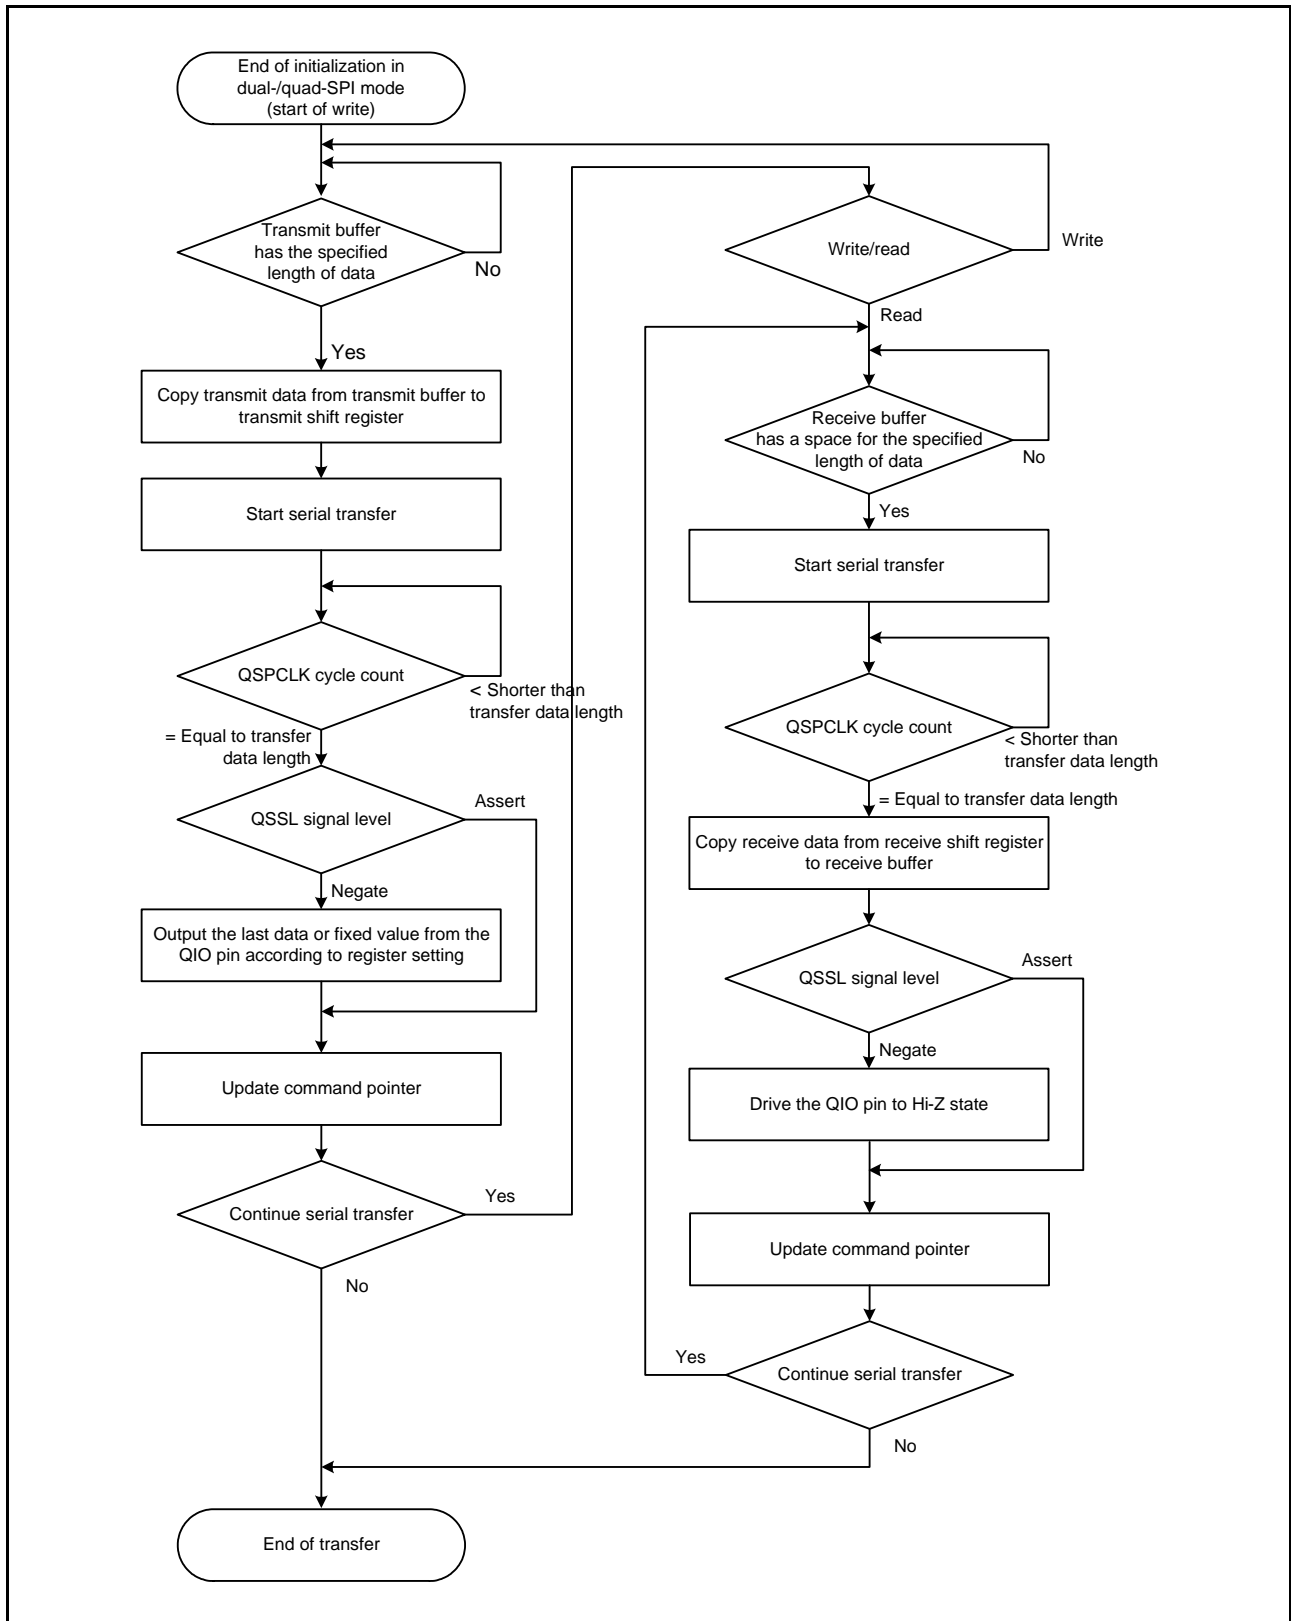 End of initialization in
dual-/quad-SPI mode
(start of write)
Transmit buffer
has the specified
length of data
No
Yes
Copy transmit data from transmit buffer to
transmit shift register
Start serial transfer
QSPCLK cycle count
< Shorter than
transfer data length
= Equal to transfer
data length
QSSL signal level
Assert
Negate
Output the last data or fixed value from the
QIO pin according to register setting
Update command pointer
Continue serial transfer
Yes
No
End of transfer
Write/read
Write
Read
Receive buffer
has a space for the specified
length of data
No
Yes
Start serial transfer
QSPCLK cycle count
< Shorter than
transfer data length
= Equal to transfer data length
Copy receive data from receive shift register
to receive buffer
QSSL signal level
Assert
Negate
Drive the QIO pin to Hi-Z state
Update command pointer
Continue serial transfer
Yes
No